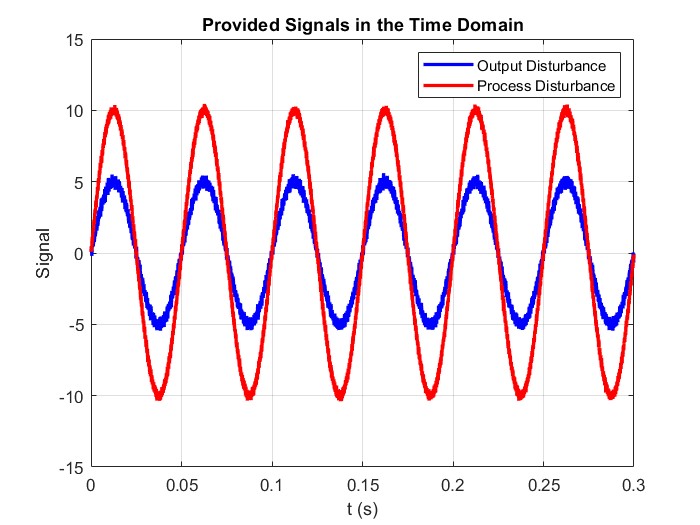 Provided Signals in the Time Domain
Output Disturbance
Process Disturbance
15
10
5
0
-5
-10
-15
Signal
0
0.05
0.1
0.15
0.2
0.25
0.3
t (s)